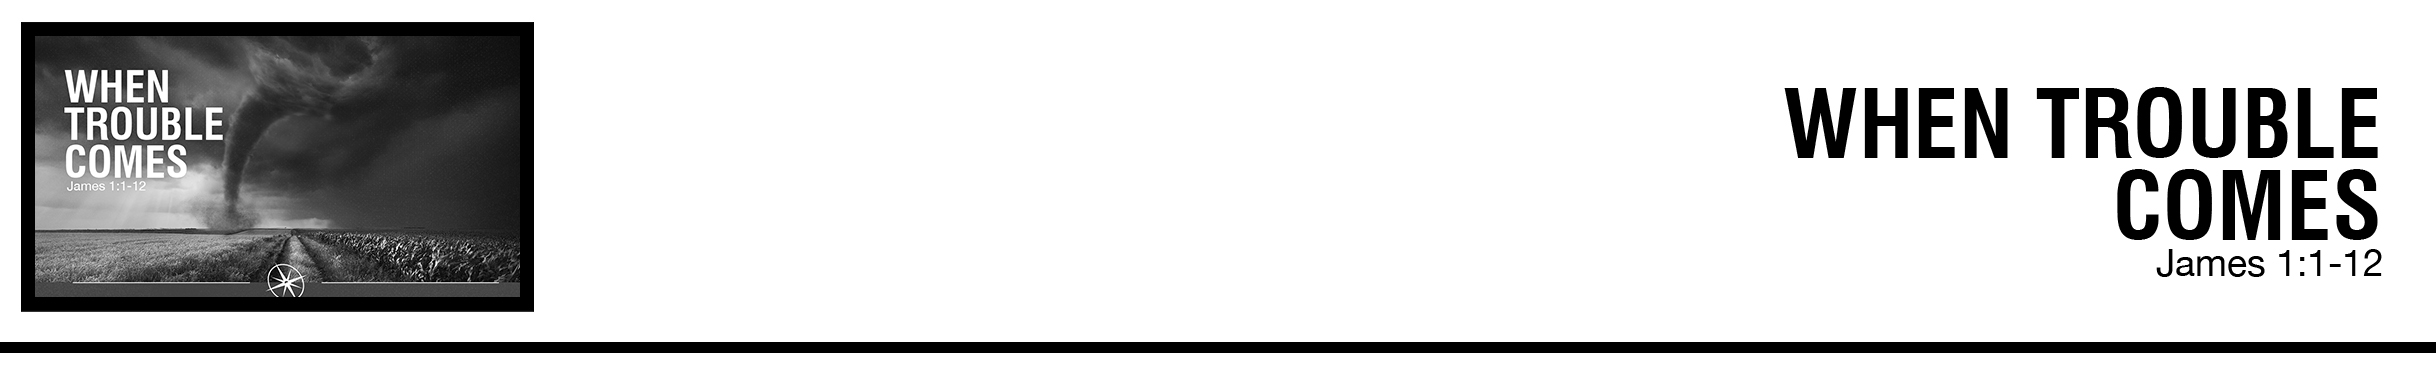 WHEN
TROUBLE
COMES
James 1:1-12
WHEN TROUBLE
COMES
James 1:1-12